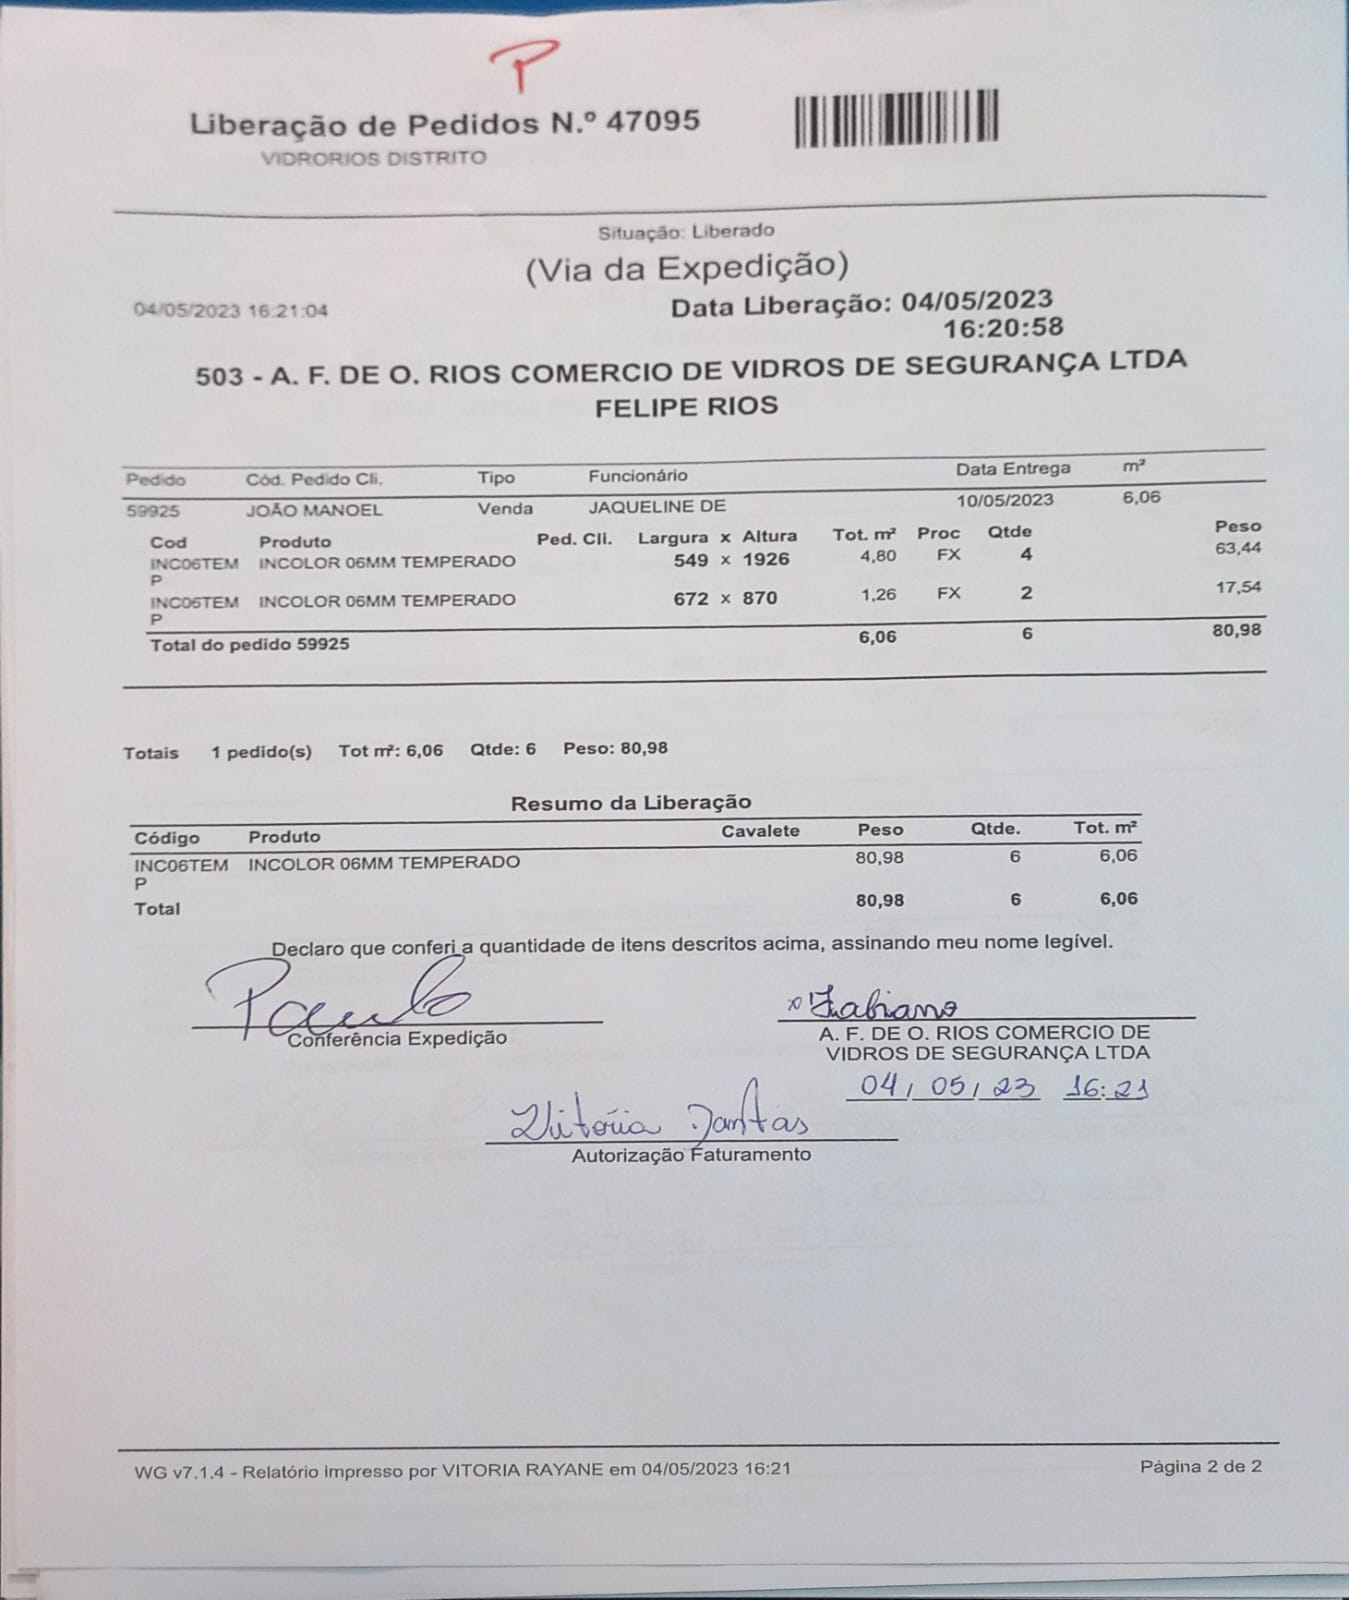 P
Liberação de Pedidos N.º 47095
VIDRORIOS DISTRITO
Situação: Liberado
(Via da Expedição)
04/05/2023 16:21:04 Data Liberação: 04/05/2023
16:20:58
503 - A. F. DE O. RIOS COMERCIO DE VIDROS DE SEGURANÇA LTDA
FELIPE RIOS
Pedido Cód. Pedido Cli. Tipo Funcionário Data Entrega m²
59925 JOÃO MANOEL Venda JAQUELINE DE 10/05/2023 6,06
Cod Produto Ped. Cli. Largura x Altura Tot. m² Proc Qtde Peso
INC06TEM INCOLOR 06MM TEMPERADO 549 x 1926 4,80 FX 4 63,44
P
INC06TEM INCOLOR 06MM TEMPERADO 672 x 870 1,26 FX 2 17,54
P
Total do pedido 59925 6,06 6 80,98
Totais 1 pedido(s) Tot m²: 6,06 Qtde: 6 Peso: 80,98
Resumo da Liberação
Código Produto Cavalete Peso Qtde. Tot. m²
INC06TEM INCOLOR 06MM TEMPERADO 80,98 6 6,06
P
Total 80,98 6 6,06
Declaro que conferi a quantidade de itens descritos acima, assinando meu nome legível.
Paulo x Fabiano
Conferência Expedição A. F. DE O. RIOS COMERCIO DE
VIDROS DE SEGURANÇA LTDA
04/05/23 16:21
Vitória Dantas
Autorização Faturamento
WG v7.1.4 - Relatório impresso por VITORIA RAYANE em 04/05/2023 16:21 Página 2 de 2